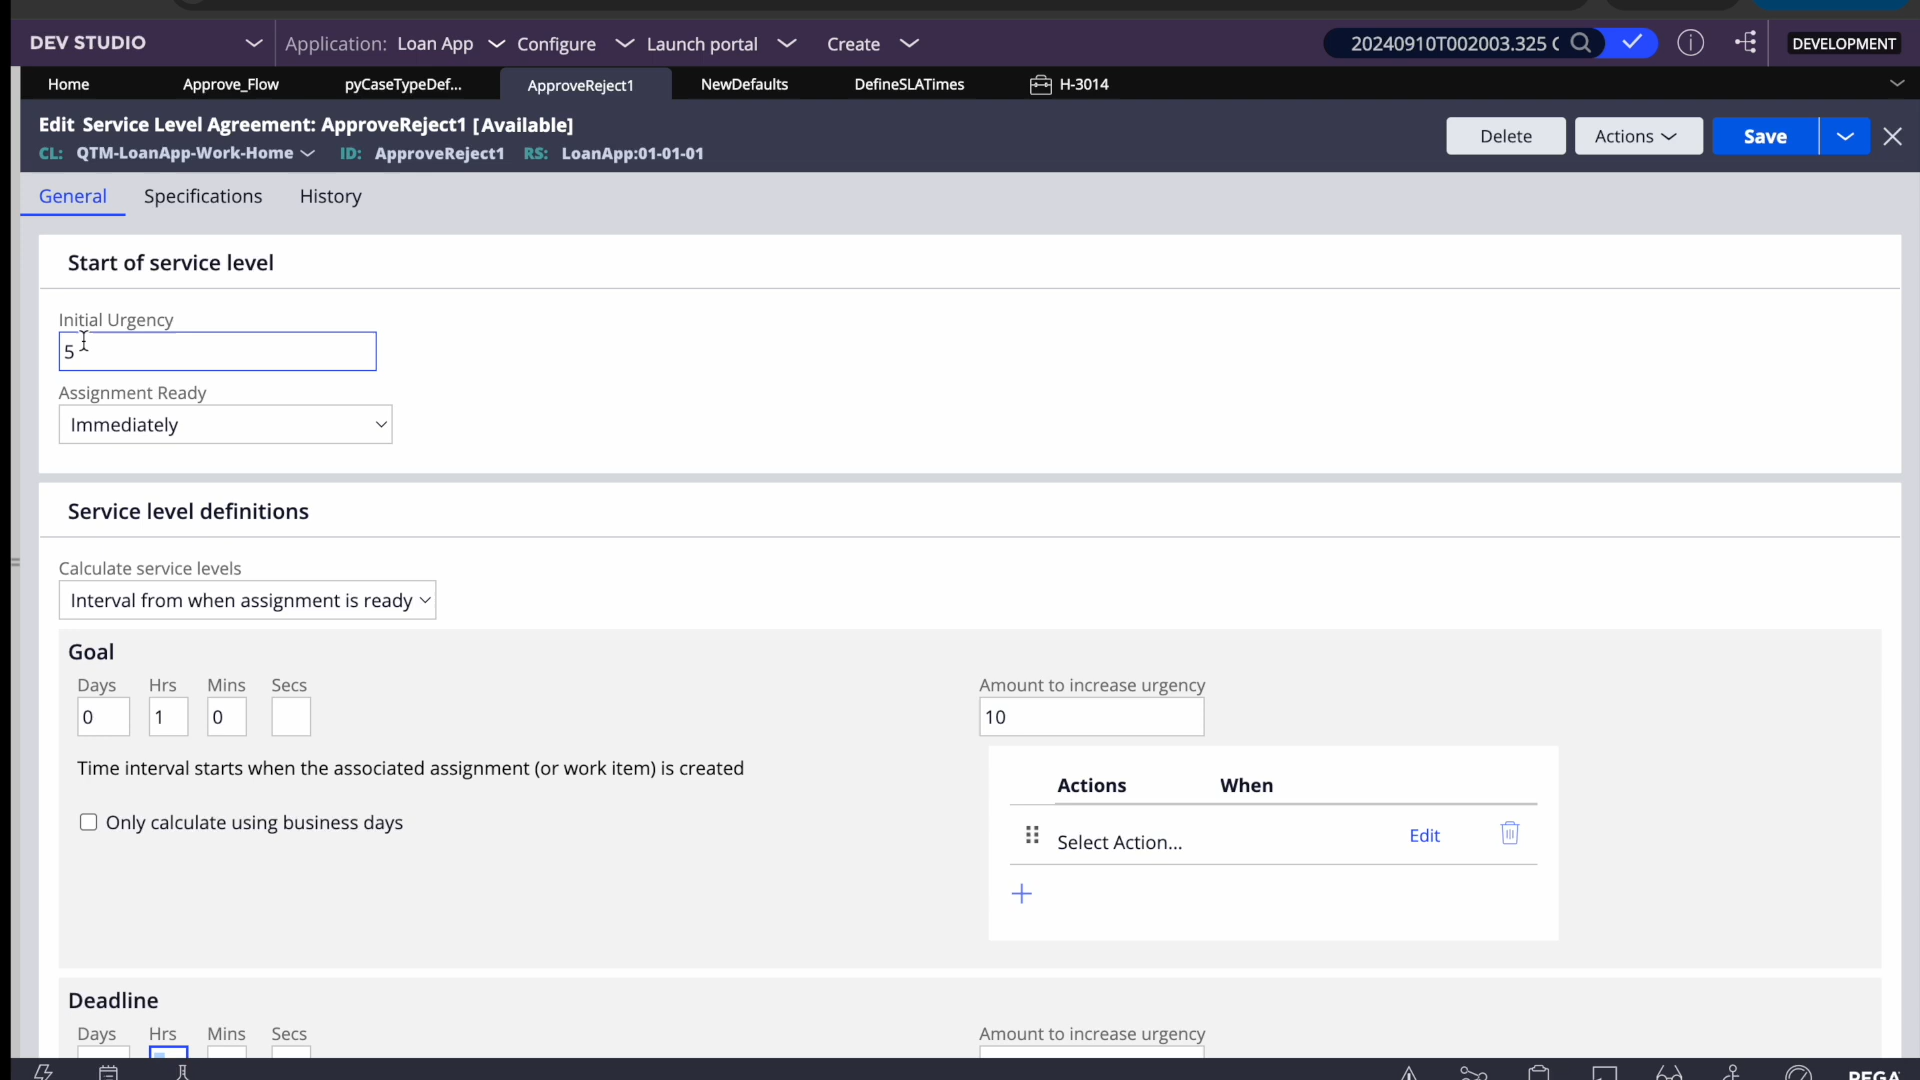 DEV STUDIO Application: Loan App Configure Launch portal Create 20240910T002003.325 DEVELOPMENT
Home Approve_Flow pyCaseTypeDef... ApproveReject1 NewDefaults DefineSLATimes H-3014
Edit Service Level Agreement: ApproveReject1 [Available]
CL: QTM-LoanApp-Work-Home ID: ApproveReject1 RS: LoanApp:01-01-01
Delete Actions Save
General Specifications History
Start of service level
Initial Urgency
5
Assignment Ready
Immediately
Service level definitions
Calculate service levels
Interval from when assignment is ready
Goal
Days Hrs Mins Secs Amount to increase urgency
0 1 0 10
Time interval starts when the associated assignment (or work item) is created
Actions When
Only calculate using business days
Select Action... Edit
Deadline
Days Hrs Mins Secs Amount to increase urgency
PEGA